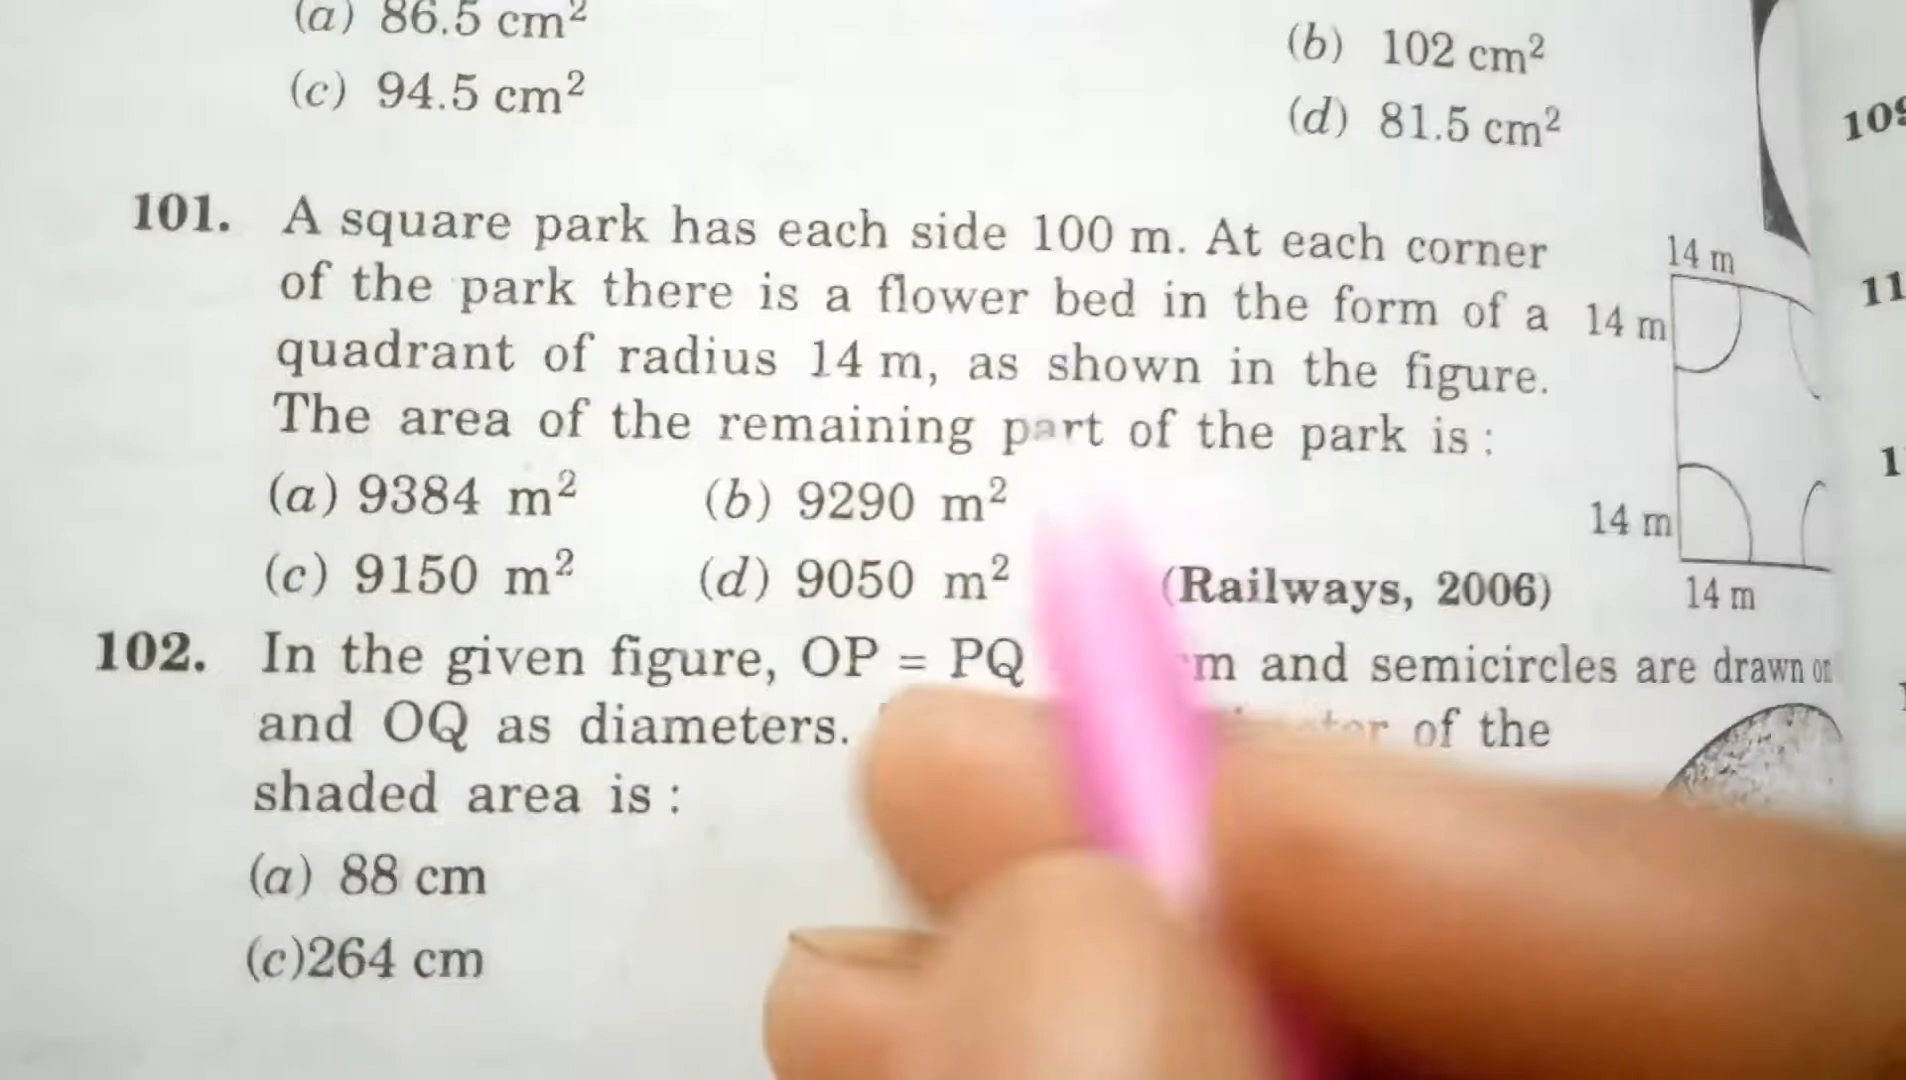 (a) 86.5 cm²
(b) 102 cm²
(c) 94.5 cm²
(d) 81.5 cm²
101. A square park has each side 100 m. At each corner
of the park there is a flower bed in the form of a
quadrant of radius 14 m, as shown in the figure.
The area of the remaining part of the park is :
(a) 9384 m² (b) 9290 m²
(c) 9150 m² (d) 9050 m²
(Railways, 2006)
14 m
14 m
14 m
14 m
102. In the given figure, OP = PQ m and semicircles are drawn on
and OQ as diameters. of the
shaded area is :
(a) 88 cm
(c)264 cm
109
11
1